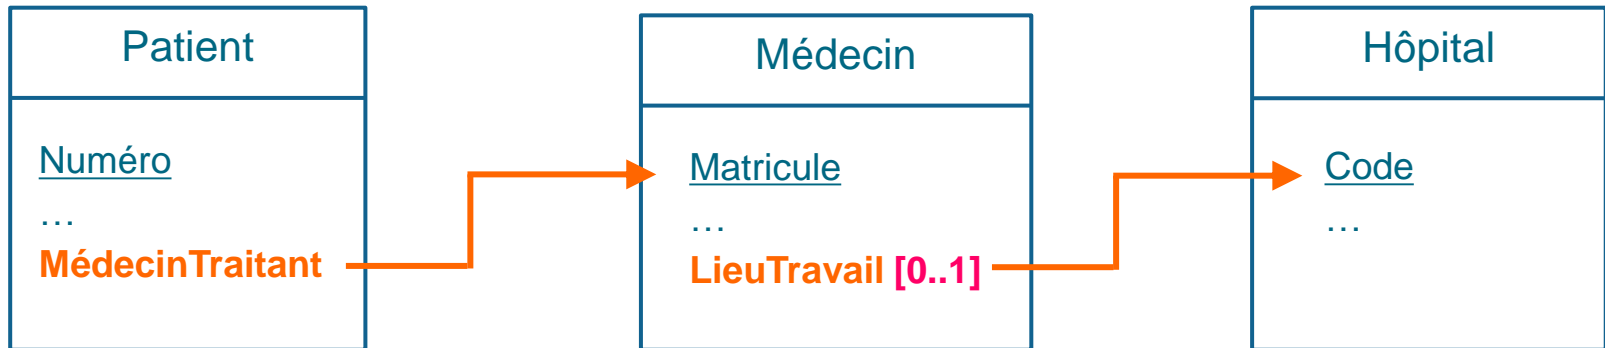 Patient
Numéro
…
MédecinTraitant
Médecin
Matricule
…
LieuTravail [0..1]
Hôpital
Code
…